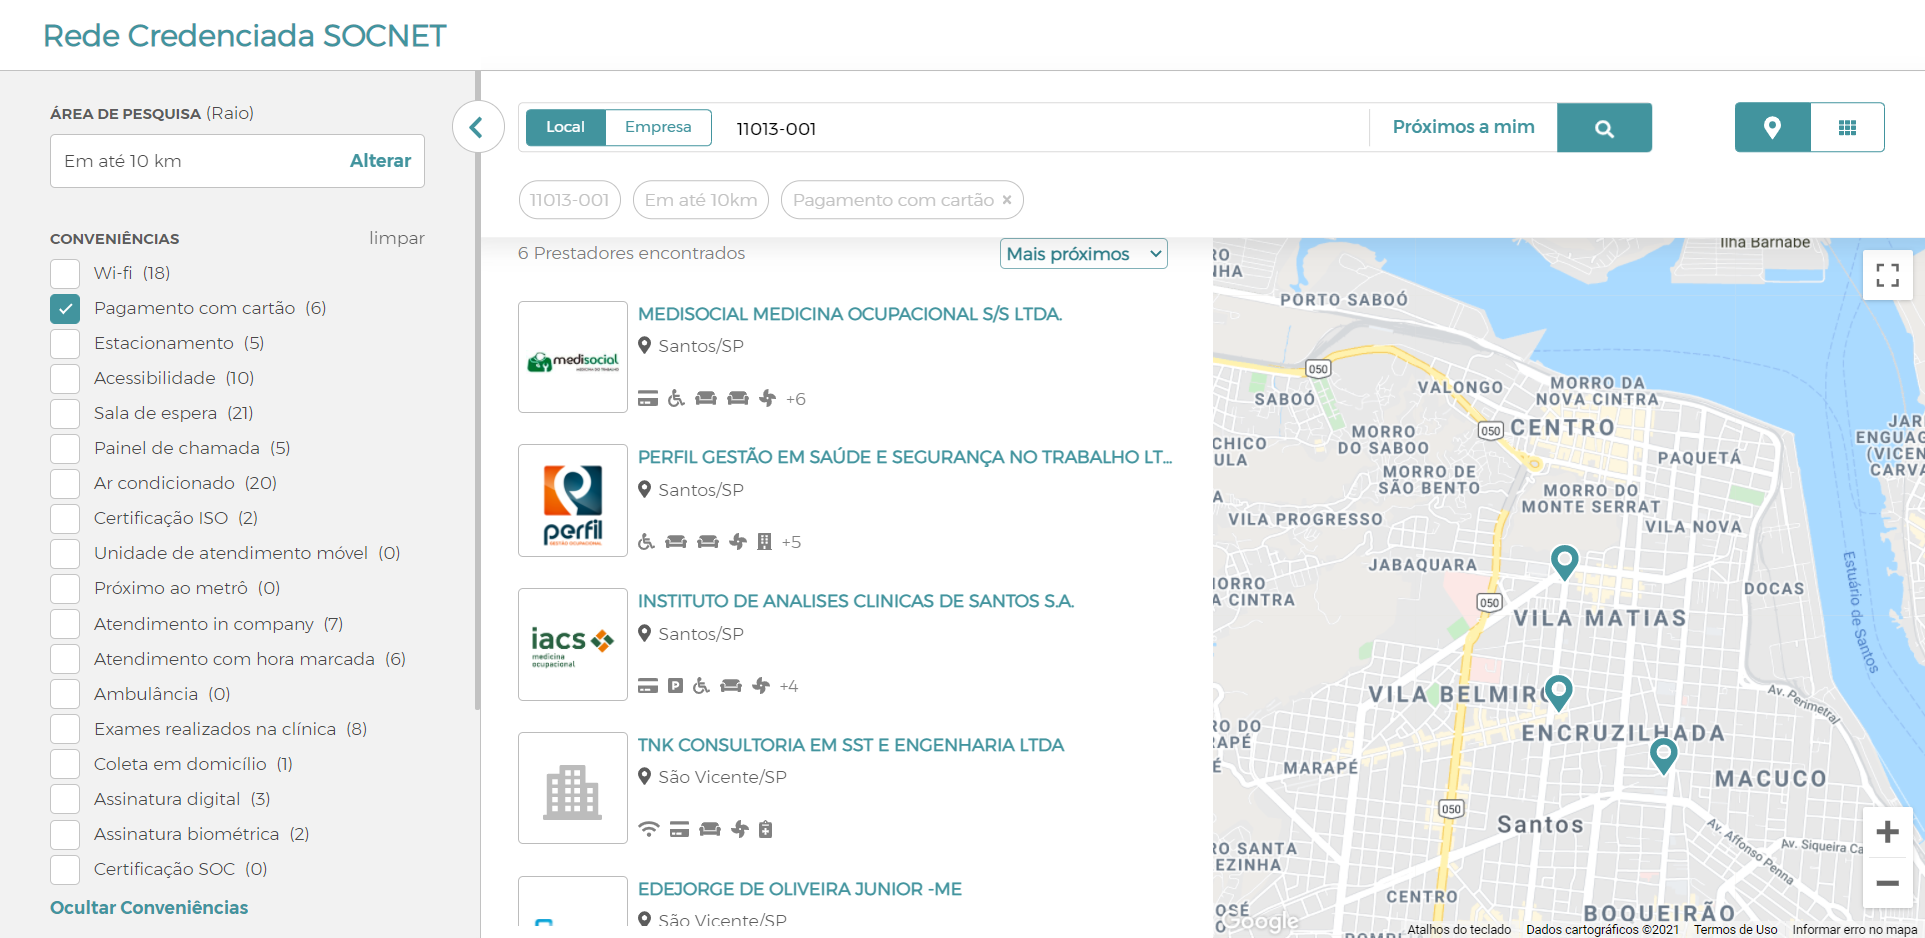 Rede Credenciada SOCNET
ÁREA DE PESQUISA (Raio)
Em até 10 km
Alterar
CONVENIÊNCIAS
limpar
Wi-fi (18)
Pagamento com cartão (6)
Estacionamento (5)
Acessibilidade (10)
Sala de espera (21)
Painel de chamada (5)
Ar condicionado (20)
Certificação ISO (2)
Unidade de atendimento móvel (0)
Próximo ao metrô (0)
Atendimento in company (7)
Atendimento com hora marcada (6)
Ambulância (0)
Exames realizados na clínica (8)
Coleta em domicílio (1)
Assinatura digital (3)
Assinatura biométrica (2)
Certificação SOC (0)
Ocultar Conveniências
Local
Empresa
11013-001
Próximos a mim
11013-001
Em até 10km
Pagamento com cartão ×
6 Prestadores encontrados
Mais próximos
medisocial
MEDISOCIAL MEDICINA OCUPACIONAL S/S LTDA.
Santos/SP
+6
perfil
GESTÃO OCUPACIONAL
PERFIL GESTÃO EM SAÚDE E SEGURANÇA NO TRABALHO LT...
Santos/SP
+5
iacs
medicina
ocupacional
INSTITUTO DE ANALISES CLINICAS DE SANTOS S.A.
Santos/SP
+4
TNK CONSULTORIA EM SST E ENGENHARIA LTDA
São Vicente/SP
EDEJORGE DE OLIVEIRA JUNIOR -ME
São Vicente/SP
Ilha Barnabé
PORTO SABOÓ
050
VALONGO
MORRO DA
NOVA CINTRA
SABOÓ
050
CENTRO
MORRO
DO SABOO
CHICO
PAQUETÁ
MORRO DE
SÃO BENTO
MORRO DO
MONTE SERRAT
VILA PROGRESSO
VILA NOVA
JABAQUARA
DOCAS
A CINTRA
050
VILA MATIAS
Estuário de Santos
VILA BELMIRO
Av. Perimetral
ENCRUZILHADA
MARAPÉ
MACUCO
050
Santos
Av. Affonso Penna
Av. Siqueira Ca
CENTRO
BOQUEIRÃO
Google
Atalhos do teclado
Dados cartográficos ©2021
Termos de Uso
Informar erro no mapa